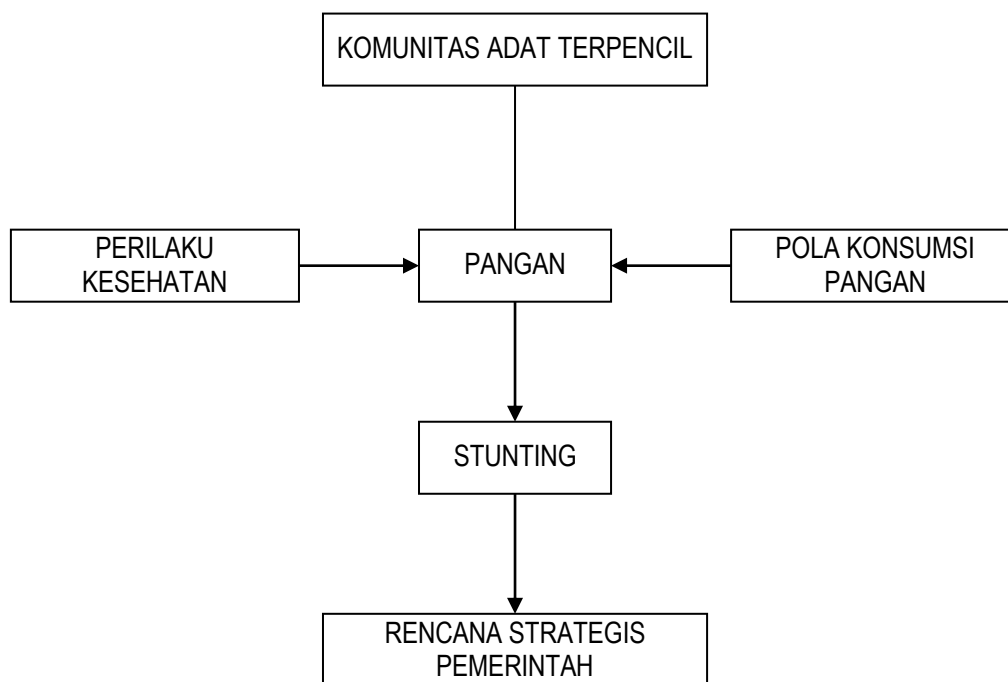 KOMUNITAS ADAT TERPENCIL
PERILAKU
KESEHATAN
PANGAN
POLA KONSUMSI
PANGAN
STUNTING
RENCANA STRATEGIS
PEMERINTAH